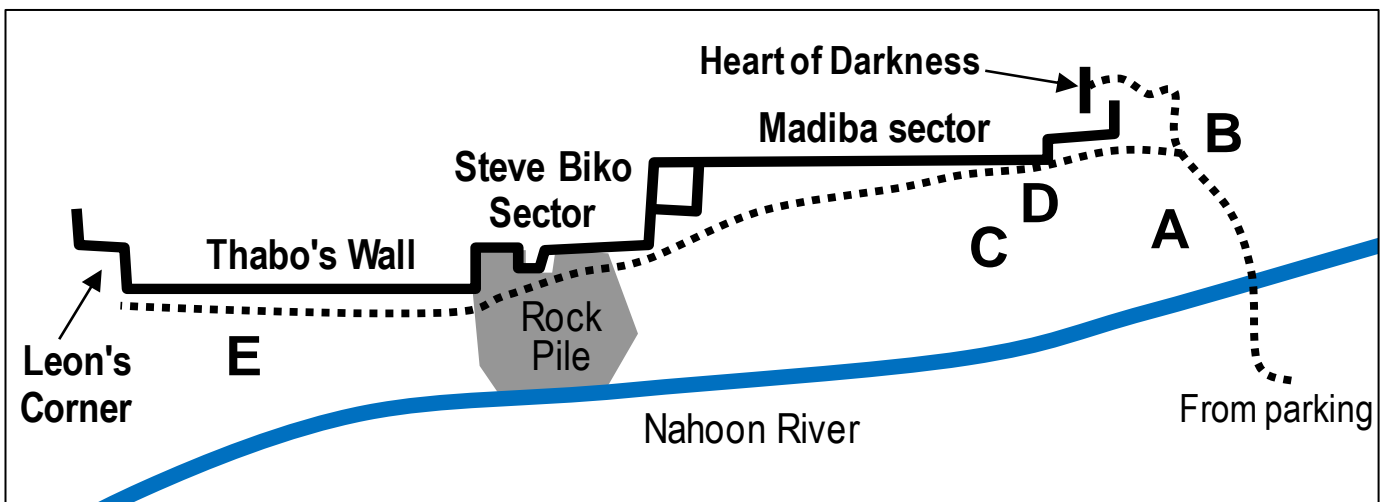 Heart of Darkness
B
Madiba sector
Steve Biko
Sector
D
A
C
Thabo's Wall
Rock
Pile
E
Leon's
Corner
From parking
Nahoon River